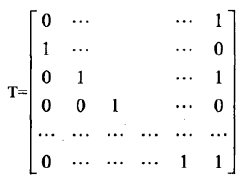 0 ⋯ ⋯ 1
1 ⋯ ⋯ 0
0 1 ⋯ 1
T= 0 0 1 ⋯ 0
⋯ ⋯ ⋯ ⋯ ⋯ ⋯
0 ⋯ ⋯ ⋯ 1 1